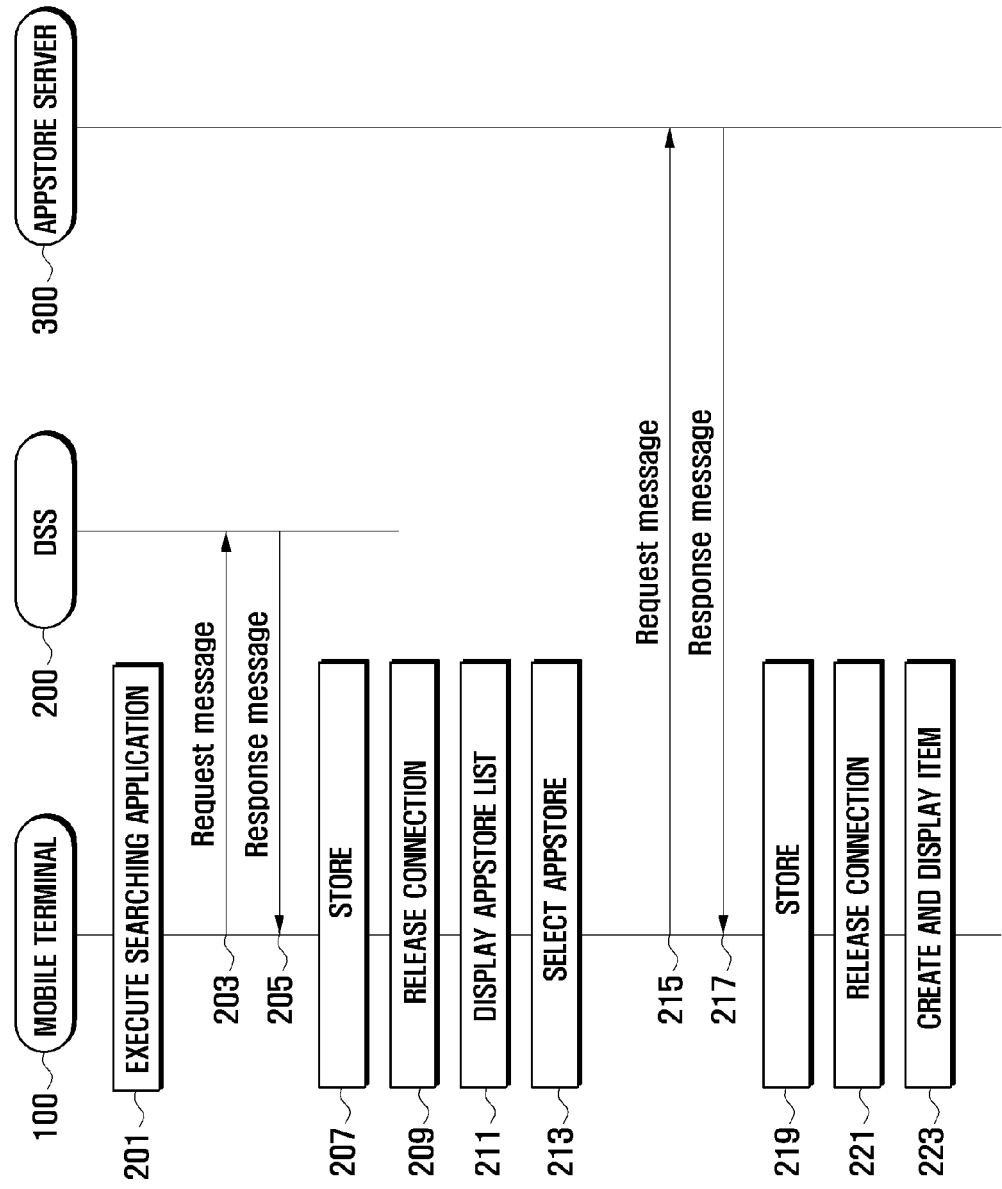 100
MOBILE TERMINAL
200
DSS
300
APPSTORE SERVER
201
EXECUTE SEARCHING APPLICATION
203
Request message
205
Response message
207
STORE
209
RELEASE CONNECTION
211
DISPLAY APPSTORE LIST
213
SELECT APPSTORE
215
Request message
217
Response message
219
STORE
221
RELEASE CONNECTION
223
CREATE AND DISPLAY ITEM